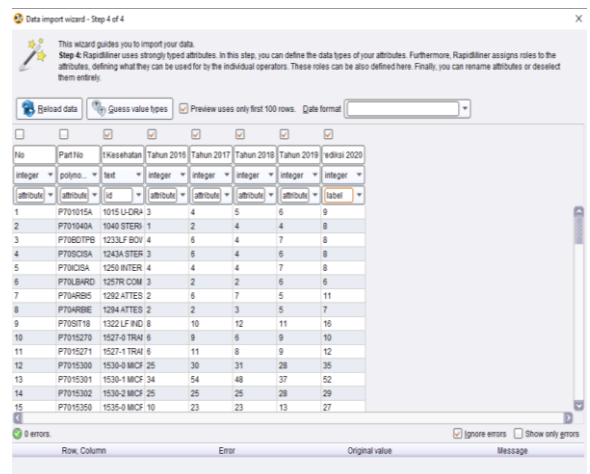 Data import wizard - Step 4 of 4
This wizard guides you to import your data.
Step 4: RapidMiner uses strongly typed attributes. In this step, you can define the data types of your attributes. Furthermore, RapidMiner assigns roles to the
attributes, defining what they can be used for by the individual operators. These roles can be also defined here. Finally, you can rename attributes or deselect
them entirely.
Reload data Guess value types Preview uses only first 100 rows. Date format
No Part No t Kesehatan Tahun 2016 Tahun 2017 Tahun 2018 Tahun 2019 rediksi 2020
integer polyno... text integer integer integer integer integer
attribute attribute id attribute attribute attribute attribute label
1 P701015A 1015 U-DRA 3 4 5 6 9
2 P701040A 1040 STERI- 1 2 4 4 8
3 P70BDTPB 1233LF BOV 4 6 4 7 8
4 P70SCISA 1243A STER 3 6 4 6 8
5 P70ICISA 1250 INTER 4 4 4 7 8
6 P70LBARD 1257R COM 3 2 2 6 6
7 P70ARBI5 1292 ATTES 2 6 7 5 11
8 P70ARBIE 1294 ATTES 2 2 3 5 7
9 P70SIT18 1322 LF IND 8 10 12 11 16
10 P7015270 1527-0 TRAI 6 9 6 9 10
11 P7015271 1527-1 TRAI 6 11 8 9 12
12 P7015300 1530-0 MICF 25 30 31 28 35
13 P7015301 1530-1 MICF 34 54 48 37 52
14 P7015302 1530-2 MICF 25 25 25 28 29
15 P7015350 1535-0 MICF 10 23 23 13 27
0 errors. Ignore errors Show only errors
Row, Column Error Original value Message